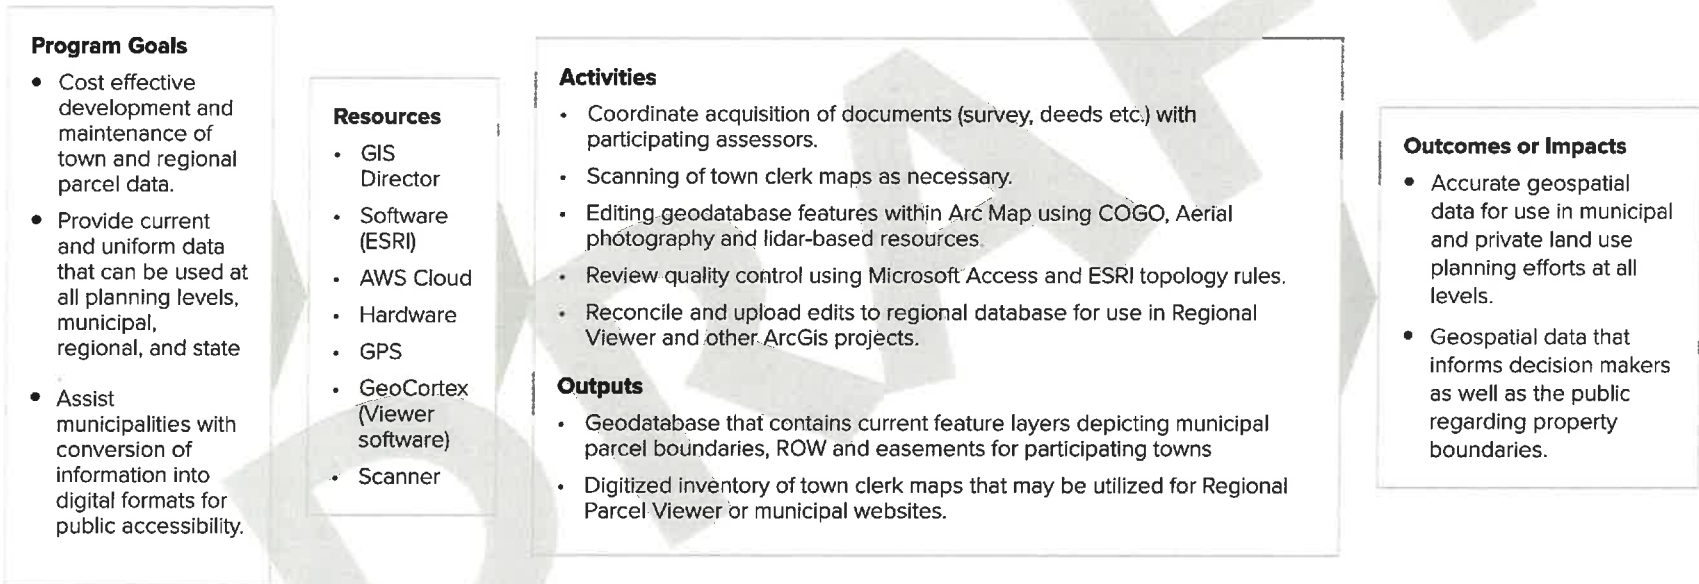 Program Goals
• Cost effective
development and
maintenance of
town and regional
parcel data.
• Provide current
and uniform data
that can be used at
all planning levels,
municipal,
regional, and state
• Assist
municipalities with
conversion of
information into
digital formats for
public accessibility.
Resources
• GIS
Director
• Software
(ESRI)
• AWS Cloud
• Hardware
• GPS
• GeoCortex
(Viewer
software)
• Scanner
Activities
• Coordinate acquisition of documents (survey, deeds etc.) with
participating assessors.
• Scanning of town clerk maps as necessary.
• Editing geodatabase features within Arc Map using COGO, Aerial
photography and lidar-based resources.
• Review quality control using Microsoft Access and ESRI topology rules.
• Reconcile and upload edits to regional database for use in Regional
Viewer and other ArcGis projects.
Outputs
• Geodatabase that contains current feature layers depicting municipal
parcel boundaries, ROW and easements for participating towns
• Digitized inventory of town clerk maps that may be utilized for Regional
Parcel Viewer or municipal websites.
Outcomes or Impacts
• Accurate geospatial
data for use in municipal
and private land use
planning efforts at all
levels.
• Geospatial data that
informs decision makers
as well as the public
regarding property
boundaries.
DRAFT